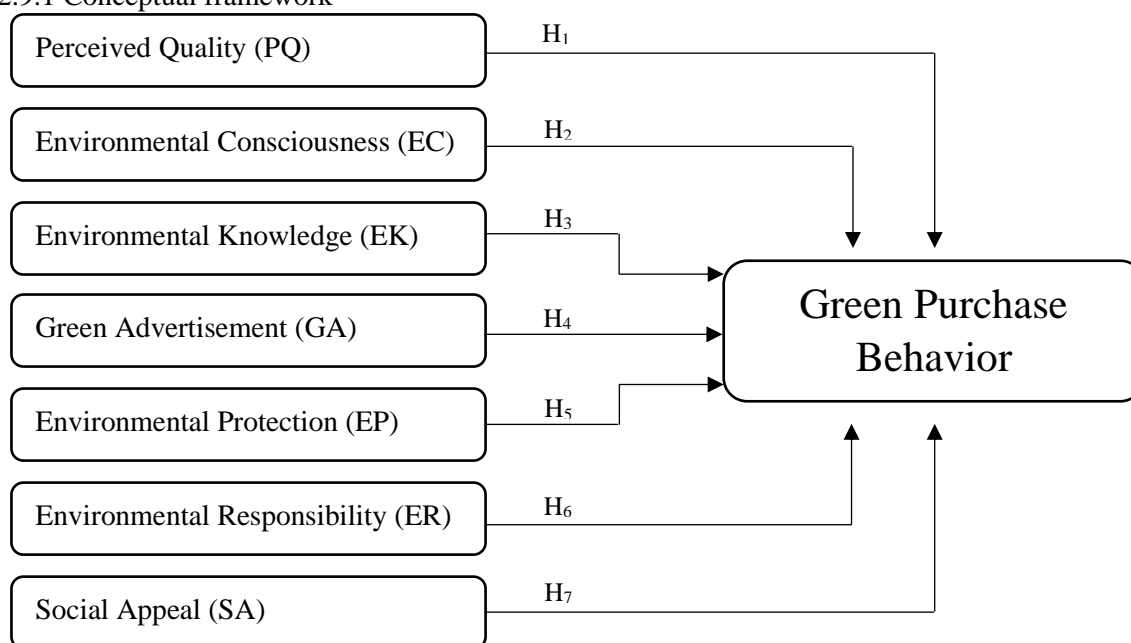 2.9.1 Conceptual framework
Perceived Quality (PQ)
H₁
Environmental Consciousness (EC)
H₂
Environmental Knowledge (EK)
H₃
Green Advertisement (GA)
H₄
Environmental Protection (EP)
H₅
Environmental Responsibility (ER)
H₆
Social Appeal (SA)
H₇
Green Purchase
Behavior